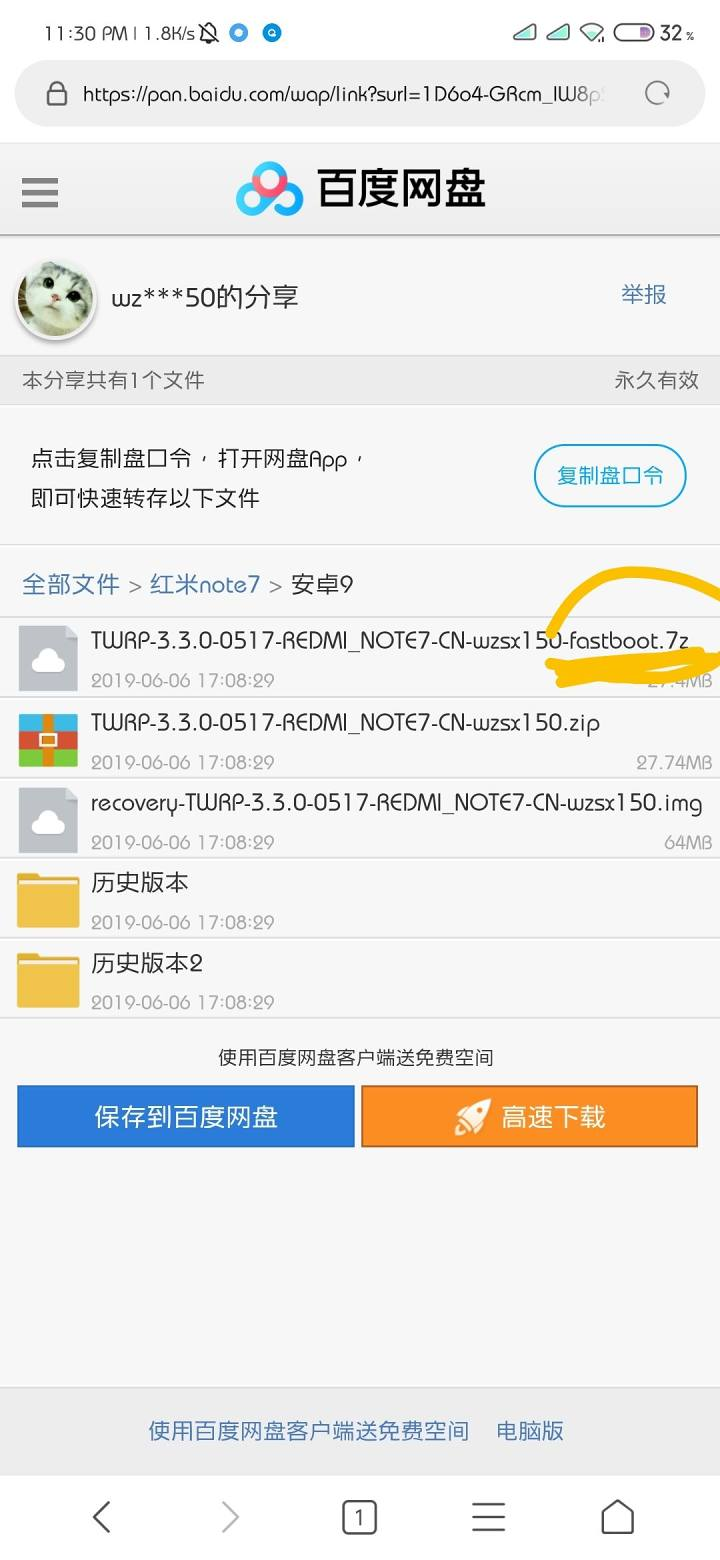 11:30 PM | 1.8K/s
32%
https://pan.baidu.com/wap/link?surl=1D6o4-GRcm_IW8p
百度网盘
wz***50的分享
举报
本分享共有1个文件
永久有效
点击复制盘口令，打开网盘App，
即可快速转存以下文件
复制盘口令
全部文件 > 红米note7 > 安卓9
TWRP-3.3.0-0517-REDMI_NOTE7-CN-wzsx150-fastboot.7z
2019-06-06 17:08:29
27.4MB
TWRP-3.3.0-0517-REDMI_NOTE7-CN-wzsx150.zip
2019-06-06 17:08:29
27.74MB
recovery-TWRP-3.3.0-0517-REDMI_NOTE7-CN-wzsx150.img
2019-06-06 17:08:29
64MB
历史版本
2019-06-06 17:08:29
历史版本2
2019-06-06 17:08:29
使用百度网盘客户端送免费空间
保存到百度网盘
高速下载
使用百度网盘客户端送免费空间
电脑版
1